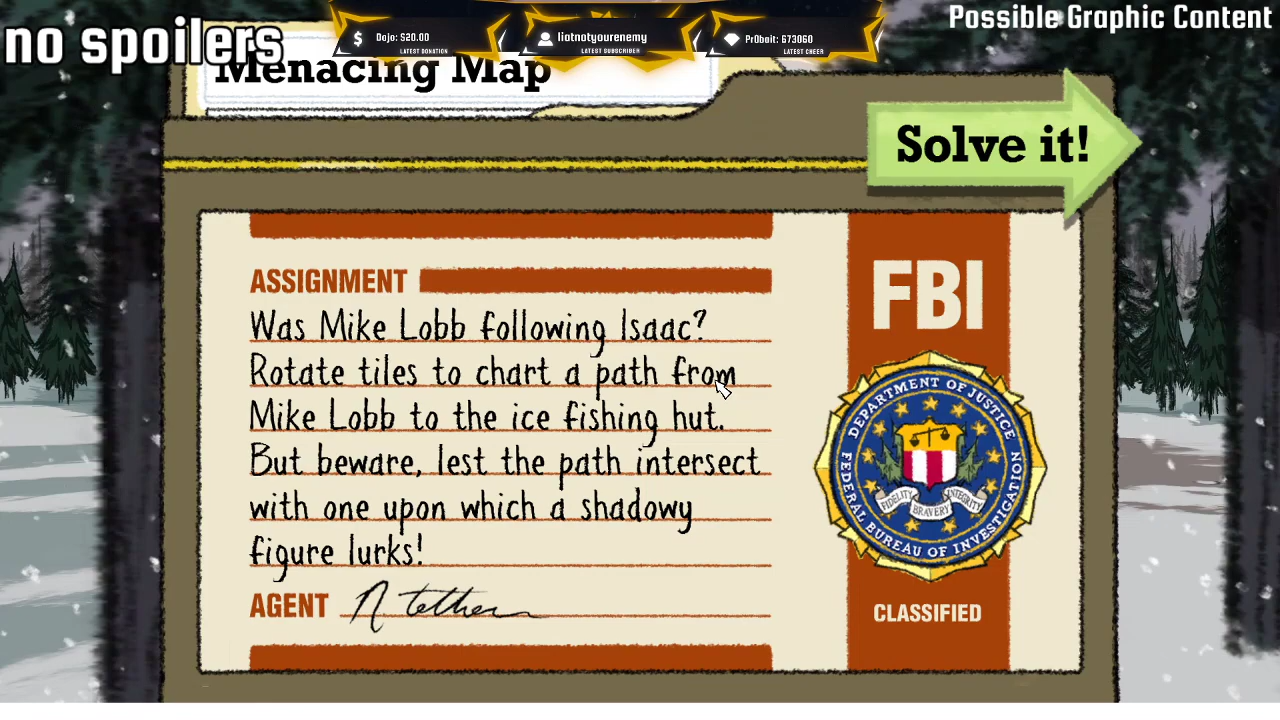 no spoilers
Dojo: $20.00
LATEST DONATION
liotnotyourenemy
LATEST SUBSCRIBER
Pr0bait: 673060
LATEST CHEER
Possible Graphic Content
Menacing Map
Solve it!
ASSIGNMENT
Was Mike Lobb following Isaac?
Rotate tiles to chart a path from
Mike Lobb to the ice fishing hut.
But beware, lest the path intersect
with one upon which a shadowy
figure lurks!
AGENT N tether
FBI
DEPARTMENT OF JUSTICE
FIDELITY BRAVERY INTEGRITY
FEDERAL BUREAU OF INVESTIGATION
CLASSIFIED